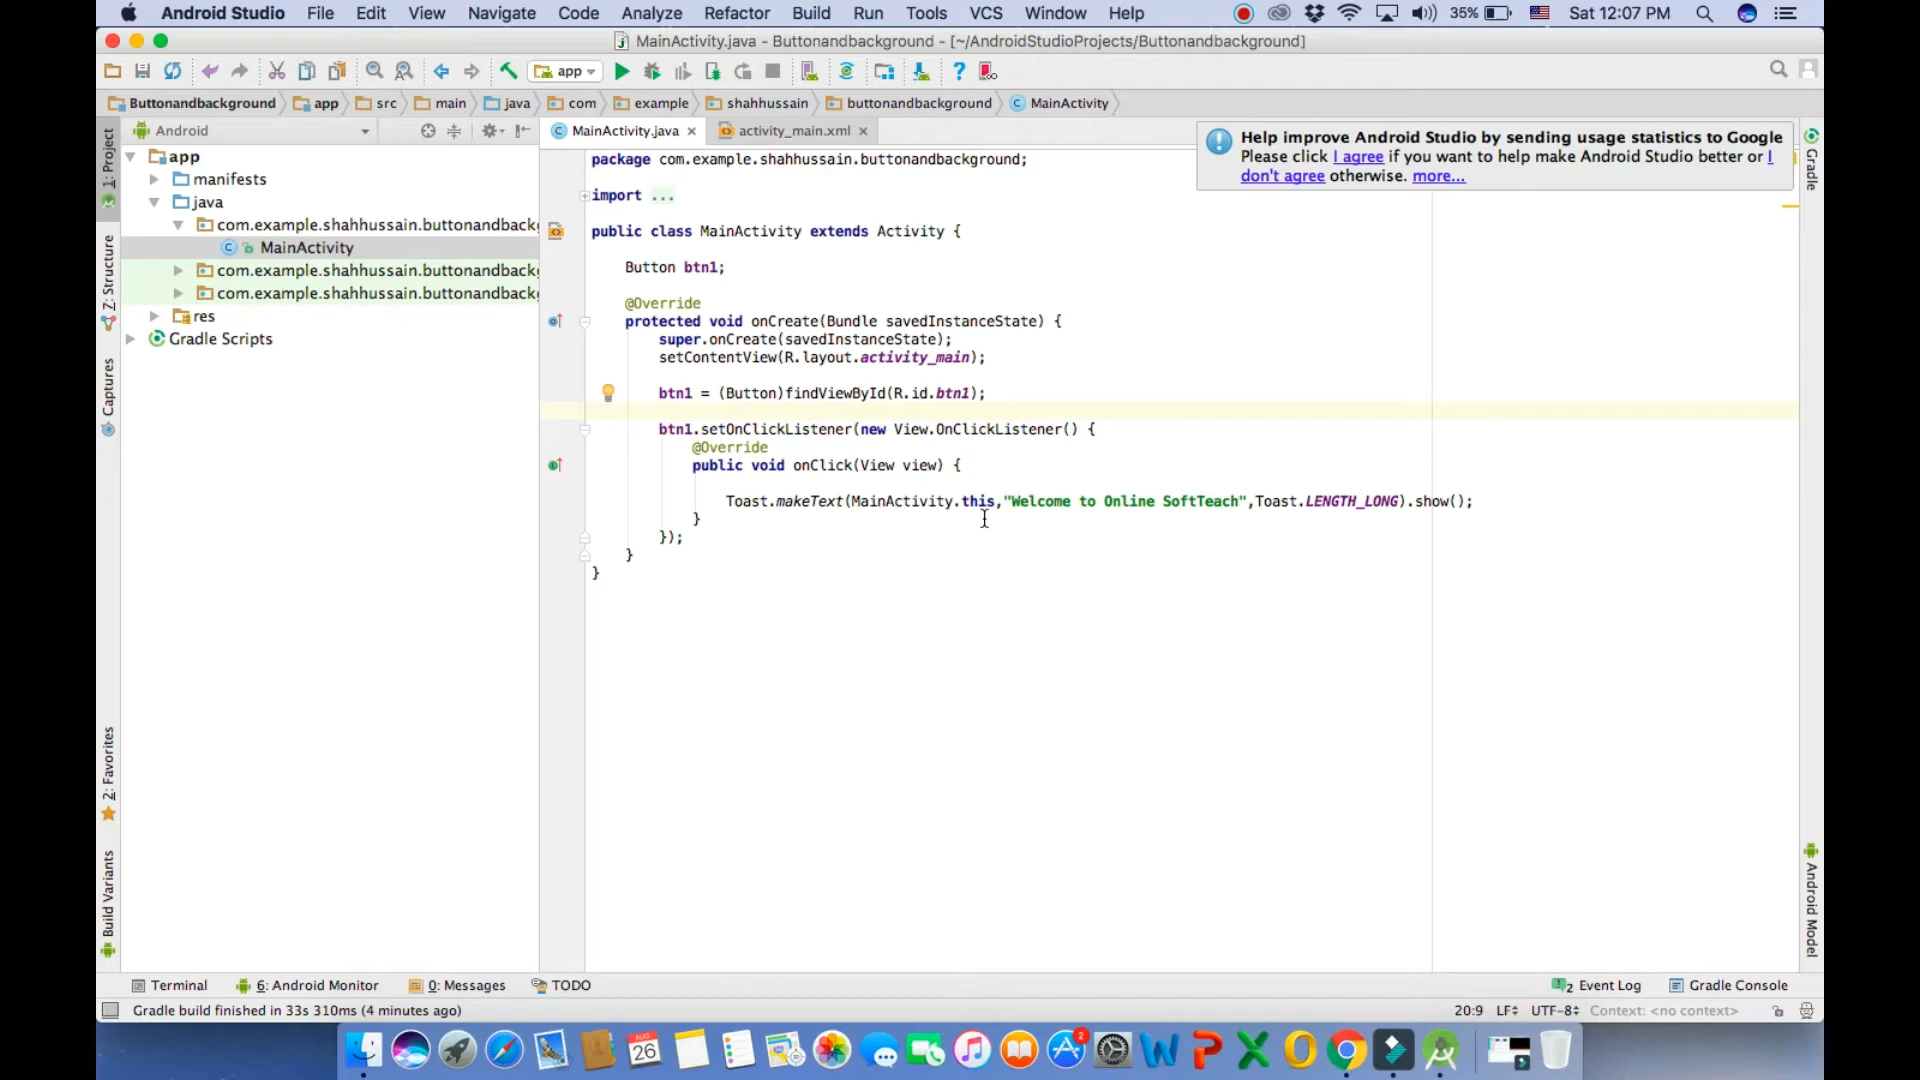 Android Studio File Edit View Navigate Code Analyze Refactor Build Run Tools VCS Window Help 35% Sat 12:07 PM
MainActivity.java - Buttonandbackground - [~/AndroidStudioProjects/Buttonandbackground]
app
Buttonandbackground app src main java com example shahhussain buttonandbackground MainActivity
Android
MainActivity.java activity_main.xml
Help improve Android Studio by sending usage statistics to Google
Please click I agree if you want to help make Android Studio better or I
don't agree otherwise. more...
1: Project
Z: Structure
Captures
2: Favorites
Build Variants
app
manifests
java
com.example.shahhussain.buttonandbackg
MainActivity
com.example.shahhussain.buttonandbackg
com.example.shahhussain.buttonandbackg
res
Gradle Scripts
package com.example.shahhussain.buttonandbackground;
import ...
public class MainActivity extends Activity {
Button btn1;
@Override
protected void onCreate(Bundle savedInstanceState) {
super.onCreate(savedInstanceState);
setContentView(R.layout.activity_main);
btn1 = (Button)findViewById(R.id.btn1);
btn1.setOnClickListener(new View.OnClickListener() {
@Override
public void onClick(View view) {
Toast.makeText(MainActivity.this,"Welcome to Online SoftTeach",Toast.LENGTH_LONG).show();
}
});
}
}
Gradle
Android Model
Terminal 6: Android Monitor 0: Messages TODO 2 Event Log Gradle Console
Gradle build finished in 33s 310ms (4 minutes ago) 20:9 LF UTF-8 Context: <no context>
AUG
26
2